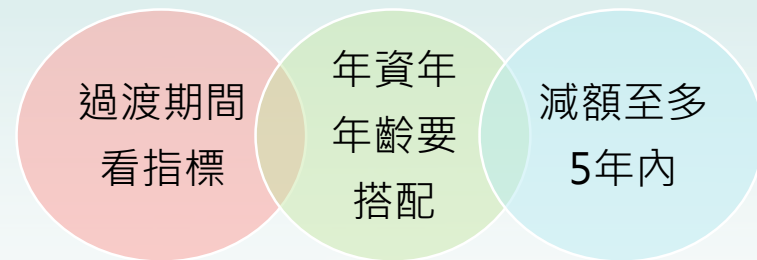 過渡期間
看指標
年資年
年齡要
搭配
減額至多
5年內